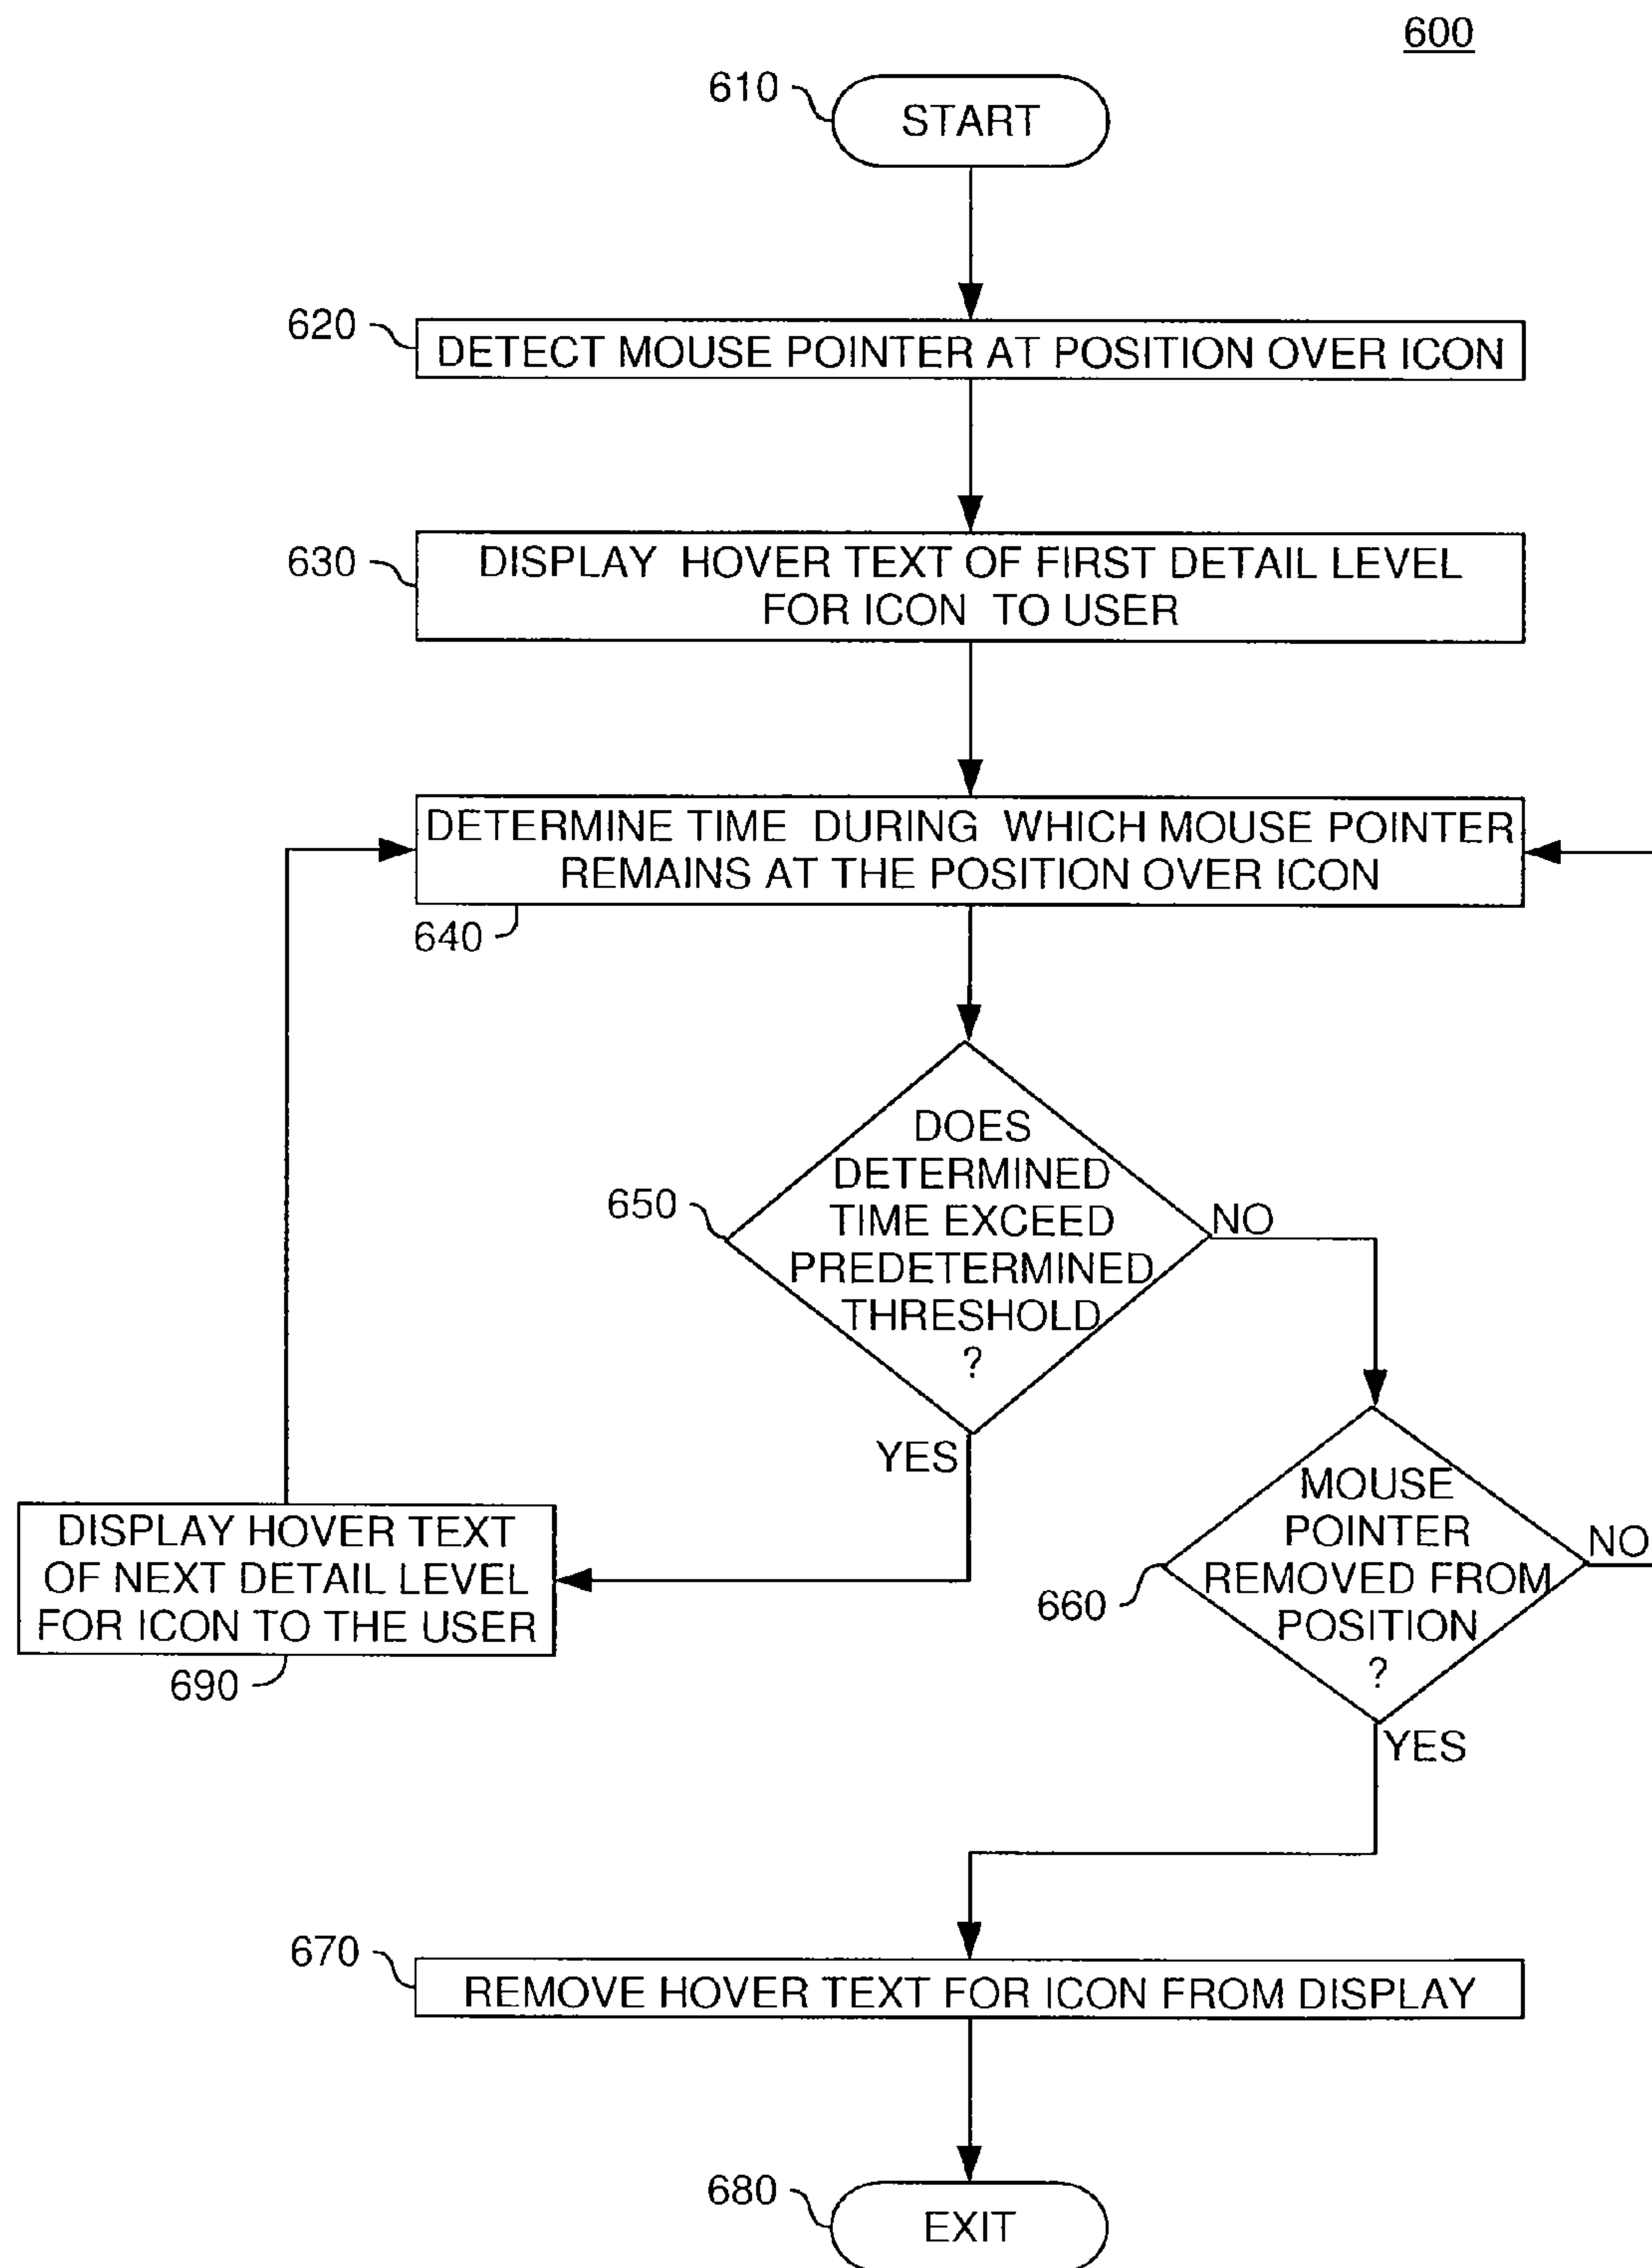 600
610
START
620
DETECT MOUSE POINTER AT POSITION OVER ICON
630
DISPLAY HOVER TEXT OF FIRST DETAIL LEVEL
FOR ICON TO USER
DETERMINE TIME DURING WHICH MOUSE POINTER
REMAINS AT THE POSITION OVER ICON
640
650
DOES
DETERMINED
TIME EXCEED
PREDETERMINED
THRESHOLD
?
NO
YES
660
MOUSE
POINTER
REMOVED FROM
POSITION
?
NO
YES
DISPLAY HOVER TEXT
OF NEXT DETAIL LEVEL
FOR ICON TO THE USER
690
670
REMOVE HOVER TEXT FOR ICON FROM DISPLAY
680
EXIT